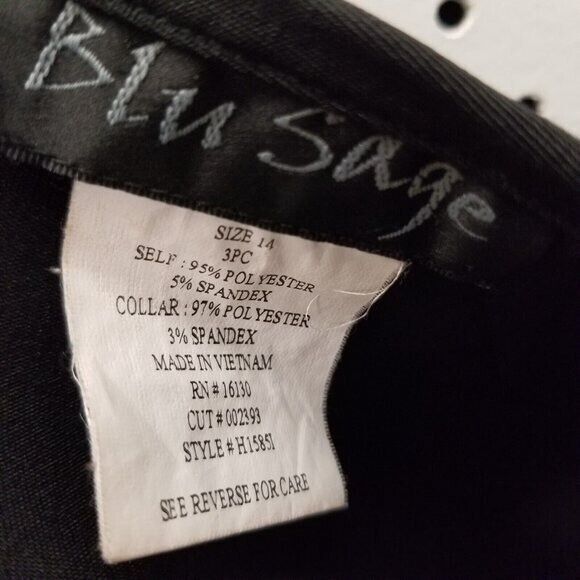 Blu Sage
SIZE 14
3PC
SELF : 95% POLYESTER
5% SPANDEX
COLLAR : 97% POLYESTER
3% SPANDEX
MADE IN VIETNAM
RN # 16130
CUT # 002393
STYLE # H15851
SEE REVERSE FOR CARE